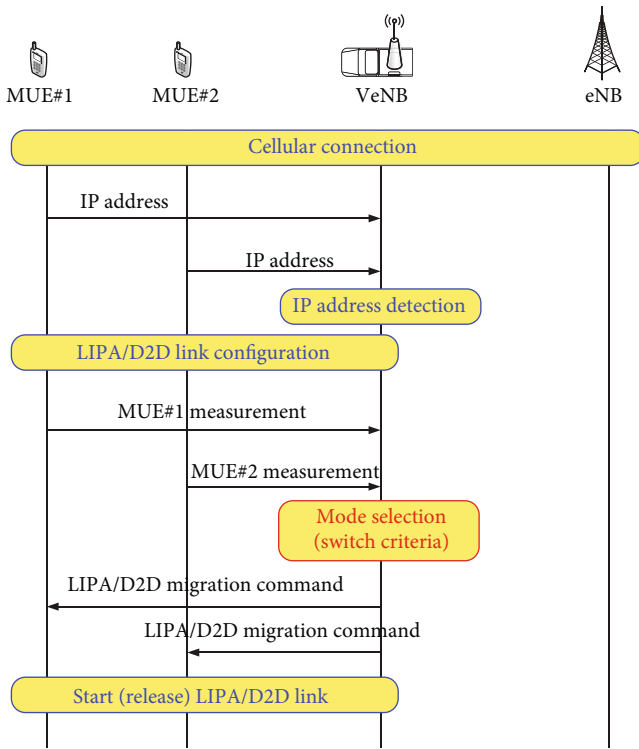 MUE#1
MUE#2
VeNB
eNB
Cellular connection
IP address
IP address
IP address detection
LIPA/D2D link configuration
MUE#1 measurement
MUE#2 measurement
Mode selection
(switch criteria)
LIPA/D2D migration command
LIPA/D2D migration command
Start (release) LIPA/D2D link